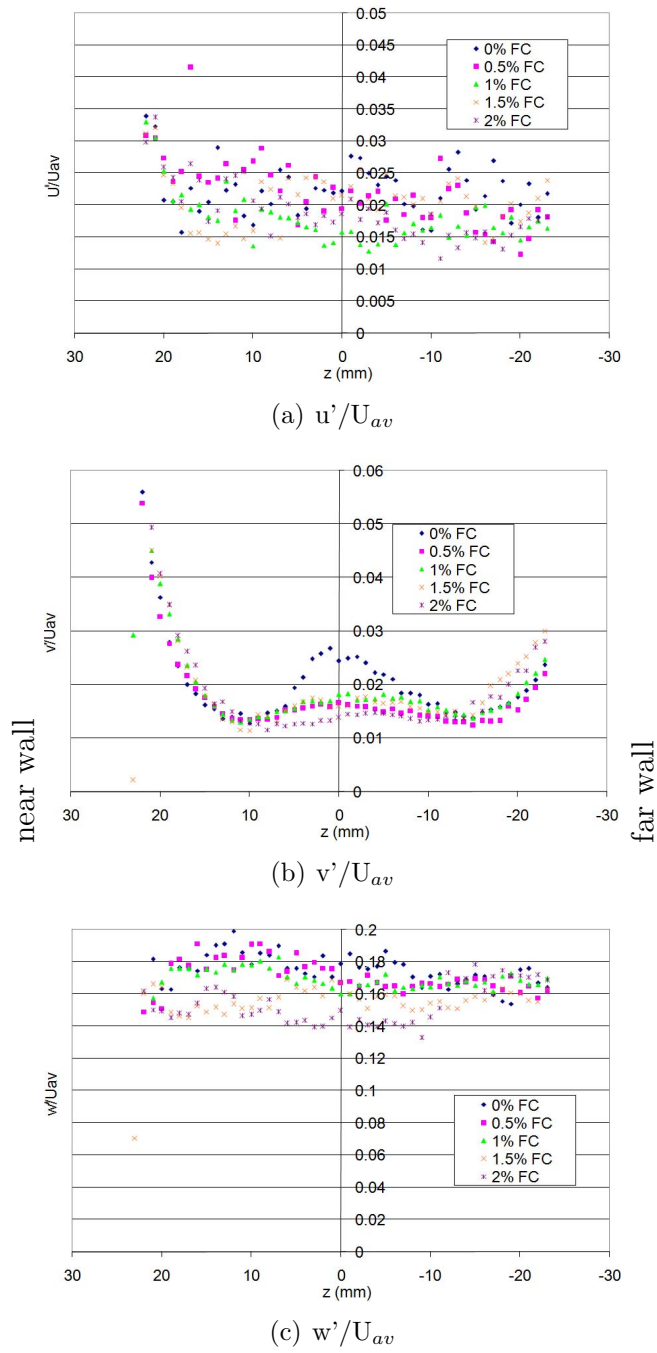 0.05
0.045
0.04
0.035
0.03
0.025
0.02
0.015
0.01
0.005
0
U'/Uav
0% FC
0.5% FC
1% FC
1.5% FC
2% FC
30 20 10 0 -10 -20 -30
z (mm)
(a) u’/Uav
0.06
0.05
0.04
0.03
0.02
0.01
0
v'/Uav
0% FC
0.5% FC
1% FC
1.5% FC
2% FC
30 20 10 0 -10 -20 -30
z (mm)
near wall
far wall
(b) v’/Uav
0.2
0.18
0.16
0.14
0.12
0.1
0.08
0.06
0.04
0.02
0
w'/Uav
0% FC
0.5% FC
1% FC
1.5% FC
2% FC
30 20 10 0 -10 -20 -30
z (mm)
(c) w’/Uav